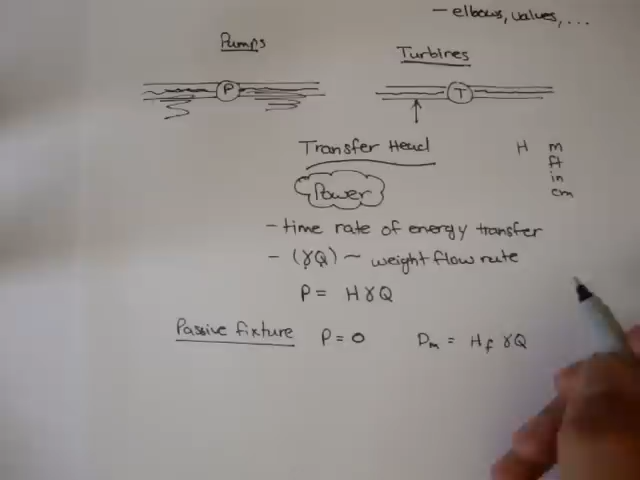 - elbows, values, ...
Pumps
Turbines
P
T
Transfer Head
H m
ft
in
cm
Power
- time rate of energy transfer
- (γQ) ~ weight flow rate
P = HγQ
Passive fixture P = 0 Pm = Hf γQ